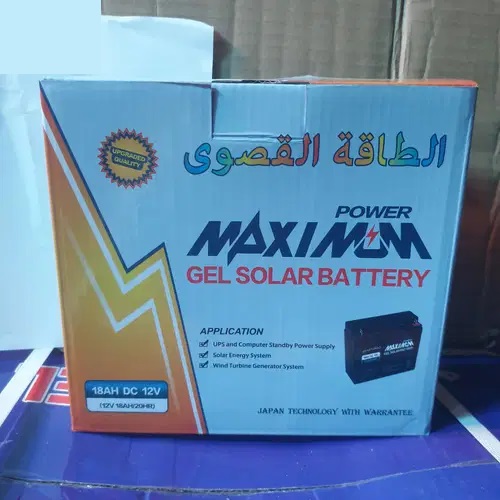 الطاقة القصوى
UPGRADED
QUALITY
POWER
MAXIMUM
GEL SOLAR BATTERY
APPLICATION
UPS and Computer Standby Power Supply
Solar Energy System
Wind Turbine Generator System
MAXIMUM
18AH DC 12V
(12V 18AH/20HR)
JAPAN TECHNOLOGY WITH WARRANTEE